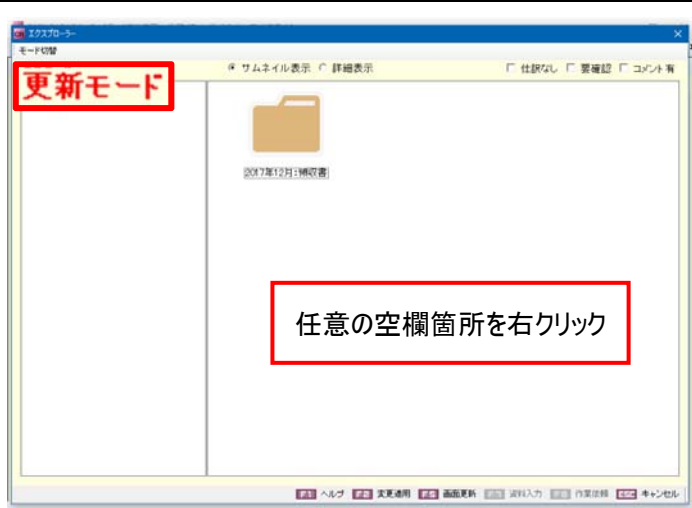 エクスプローラー
モード切替
更新モード
サムネイル表示 詳細表示 仕訳なし 要確認 コメント有
2017年12月:領収書
任意の空欄箇所を右クリック
F1 ヘルプ F2 変更適用 F5 画面更新 資料入力 作業依頼 ESC キャンセル